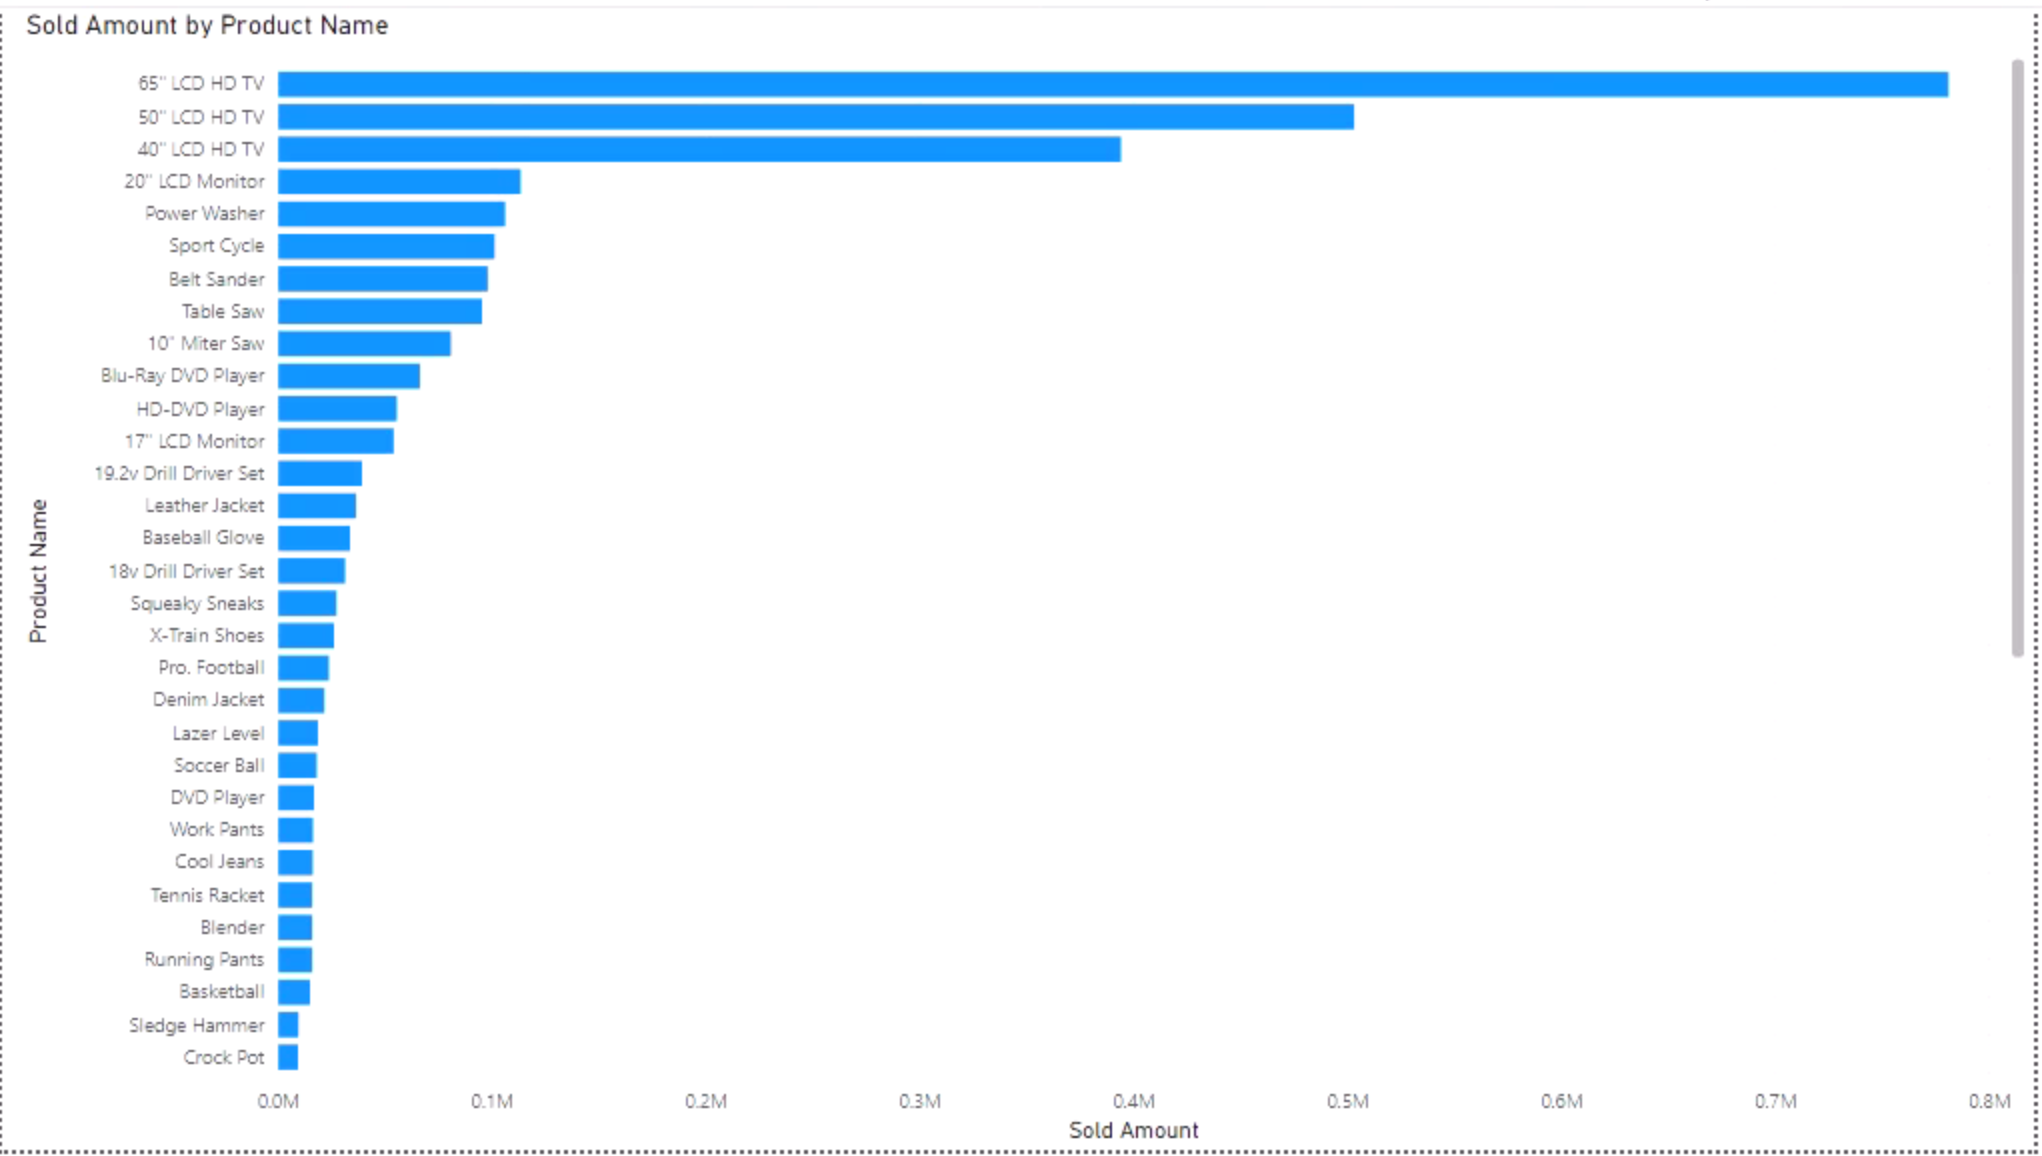 Sold Amount by Product Name
65" LCD HD TV
50" LCD HD TV
40" LCD HD TV
20" LCD Monitor
Power Washer
Sport Cycle
Belt Sander
Table Saw
10" Miter Saw
Blu-Ray DVD Player
HD-DVD Player
17" LCD Monitor
19.2v Drill Driver Set
Leather Jacket
Baseball Glove
18v Drill Driver Set
Squeaky Sneaks
X-Train Shoes
Pro. Football
Denim Jacket
Lazer Level
Soccer Ball
DVD Player
Work Pants
Cool Jeans
Tennis Racket
Blender
Running Pants
Basketball
Sledge Hammer
Crock Pot
Product Name
0.0M 0.1M 0.2M 0.3M 0.4M 0.5M 0.6M 0.7M 0.8M
Sold Amount